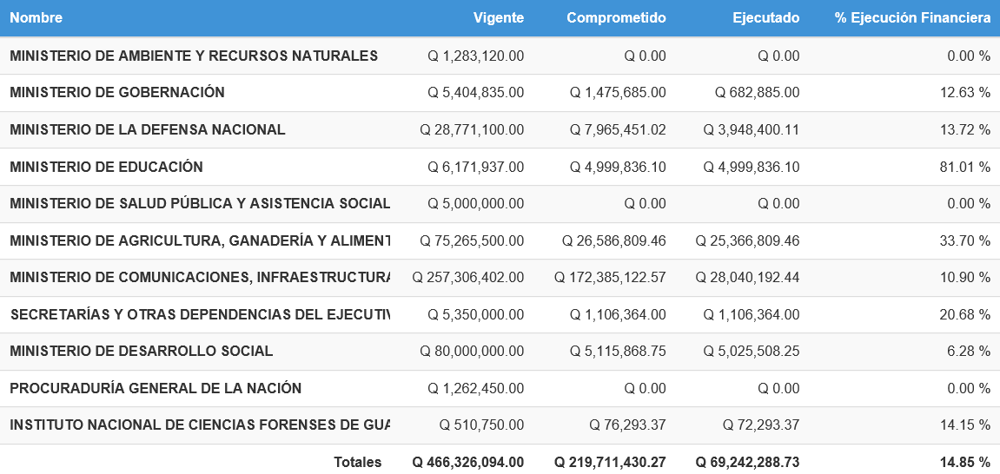 Nombre Vigente Comprometido Ejecutado % Ejecución Financiera
MINISTERIO DE AMBIENTE Y RECURSOS NATURALES Q 1,283,120.00 Q 0.00 Q 0.00 0.00 %
MINISTERIO DE GOBERNACIÓN Q 5,404,835.00 Q 1,475,685.00 Q 682,885.00 12.63 %
MINISTERIO DE LA DEFENSA NACIONAL Q 28,771,100.00 Q 7,965,451.02 Q 3,948,400.11 13.72 %
MINISTERIO DE EDUCACIÓN Q 6,171,937.00 Q 4,999,836.10 Q 4,999,836.10 81.01 %
MINISTERIO DE SALUD PÚBLICA Y ASISTENCIA SOCIAL Q 5,000,000.00 Q 0.00 Q 0.00 0.00 %
MINISTERIO DE AGRICULTURA, GANADERÍA Y ALIMENT Q 75,265,500.00 Q 26,586,809.46 Q 25,366,809.46 33.70 %
MINISTERIO DE COMUNICACIONES, INFRAESTRUCTURA Q 257,306,402.00 Q 172,385,122.57 Q 28,040,192.44 10.90 %
SECRETARÍAS Y OTRAS DEPENDENCIAS DEL EJECUTIV Q 5,350,000.00 Q 1,106,364.00 Q 1,106,364.00 20.68 %
MINISTERIO DE DESARROLLO SOCIAL Q 80,000,000.00 Q 5,115,868.75 Q 5,025,508.25 6.28 %
PROCURADURÍA GENERAL DE LA NACIÓN Q 1,262,450.00 Q 0.00 Q 0.00 0.00 %
INSTITUTO NACIONAL DE CIENCIAS FORENSES DE GUA Q 510,750.00 Q 76,293.37 Q 72,293.37 14.15 %
Totales Q 466,326,094.00 Q 219,711,430.27 Q 69,242,288.73 14.85 %